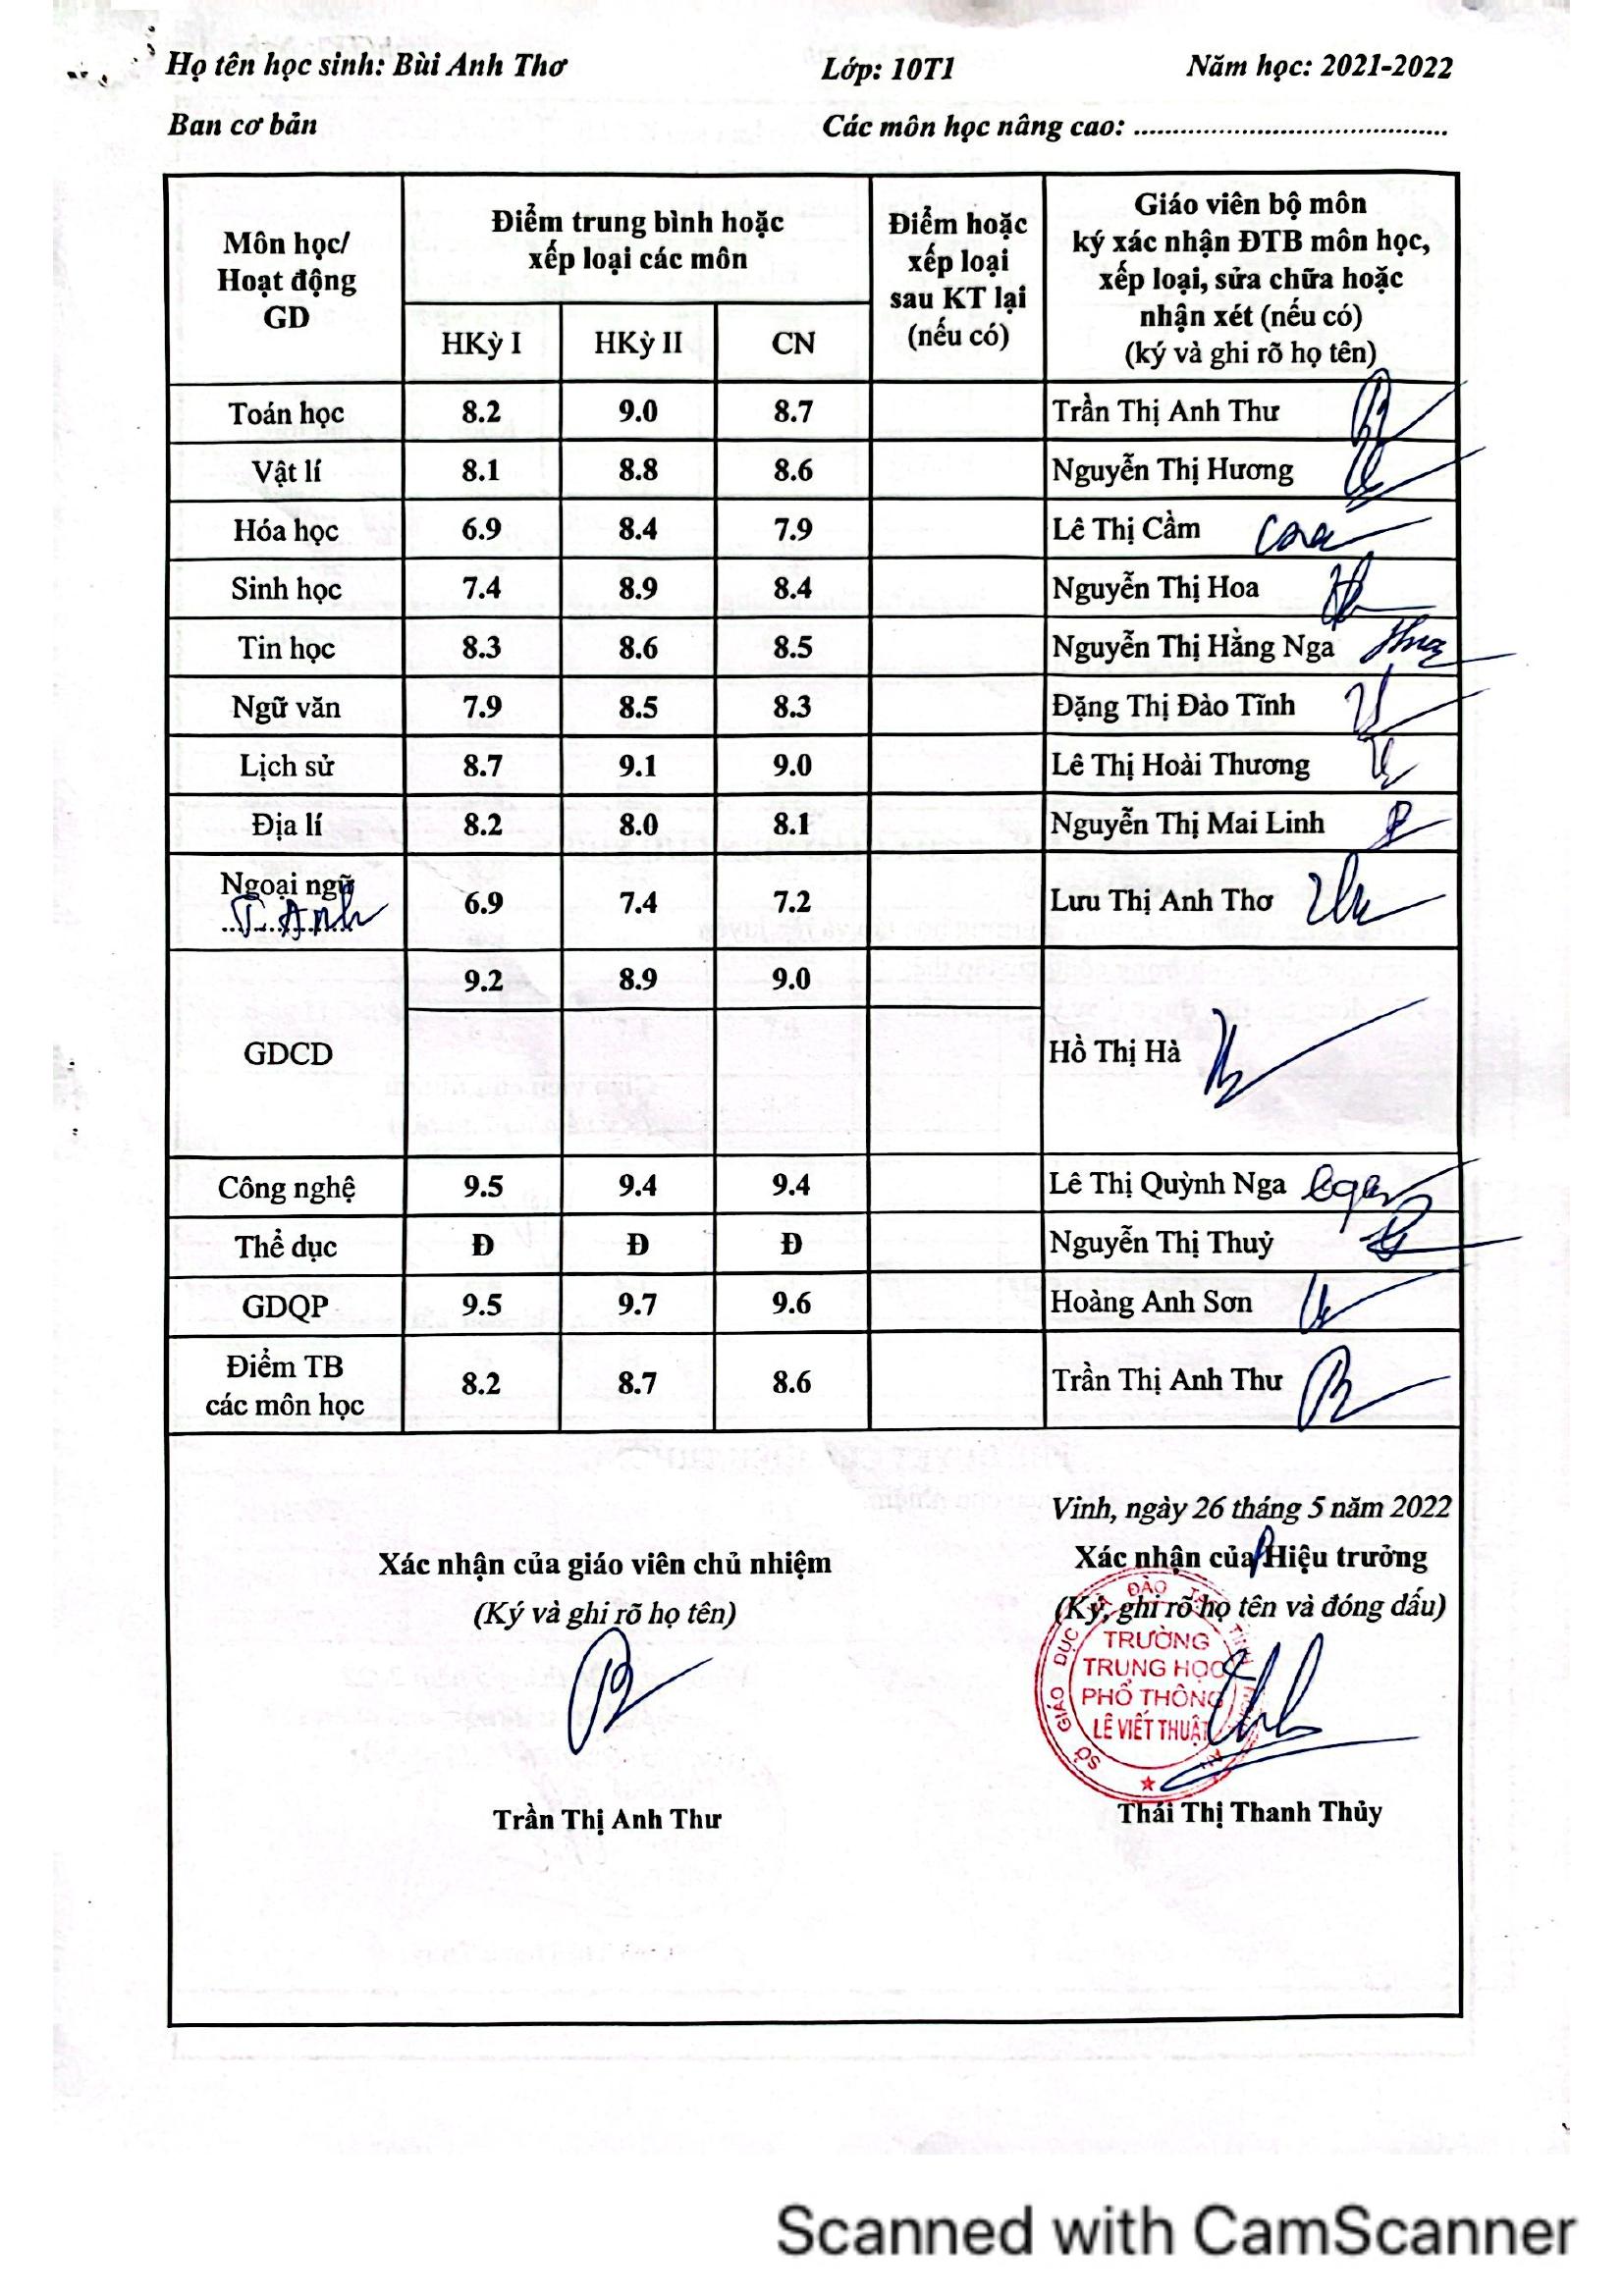 Họ tên học sinh: Bùi Anh Thơ Lớp: 10T1 Năm học: 2021-2022
Ban cơ bản Các môn học nâng cao: ..........................................
Môn học/ Hoạt động GD
Điểm trung bình hoặc xếp loại các môn
HKỳ I HKỳ II CN
Điểm hoặc xếp loại sau KT lại (nếu có)
Giáo viên bộ môn
ký xác nhận ĐTB môn học,
xếp loại, sửa chữa hoặc
nhận xét (nếu có)
(ký và ghi rõ họ tên)
Toán học 8.2 9.0 8.7 Trần Thị Anh Thư
Vật lí 8.1 8.8 8.6 Nguyễn Thị Hương
Hóa học 6.9 8.4 7.9 Lê Thị Cầm
Sinh học 7.4 8.9 8.4 Nguyễn Thị Hoa
Tin học 8.3 8.6 8.5 Nguyễn Thị Hằng Nga
Ngữ văn 7.9 8.5 8.3 Đặng Thị Đào Tĩnh
Lịch sử 8.7 9.1 9.0 Lê Thị Hoài Thương
Địa lí 8.2 8.0 8.1 Nguyễn Thị Mai Linh
Ngoại ngữ
T. Anh 6.9 7.4 7.2 Lưu Thị Anh Thơ
9.2 8.9 9.0
GDCD Hồ Thị Hà
Công nghệ 9.5 9.4 9.4 Lê Thị Quỳnh Nga
Thể dục Đ Đ Đ Nguyễn Thị Thuỷ
GDQP 9.5 9.7 9.6 Hoàng Anh Sơn
Điểm TB
các môn học 8.2 8.7 8.6 Trần Thị Anh Thư
Vinh, ngày 26 tháng 5 năm 2022
Xác nhận của giáo viên chủ nhiệm Xác nhận của Hiệu trưởng
(Ký và ghi rõ họ tên) (Ký, ghi rõ họ tên và đóng dấu)
SỞ GIÁO DỤC VÀ ĐÀO TẠO TỈNH
TRƯỜNG
TRUNG HỌC
PHỔ THÔNG
LÊ VIẾT THUẬT
Trần Thị Anh Thư Thái Thị Thanh Thủy
Scanned with CamScanner